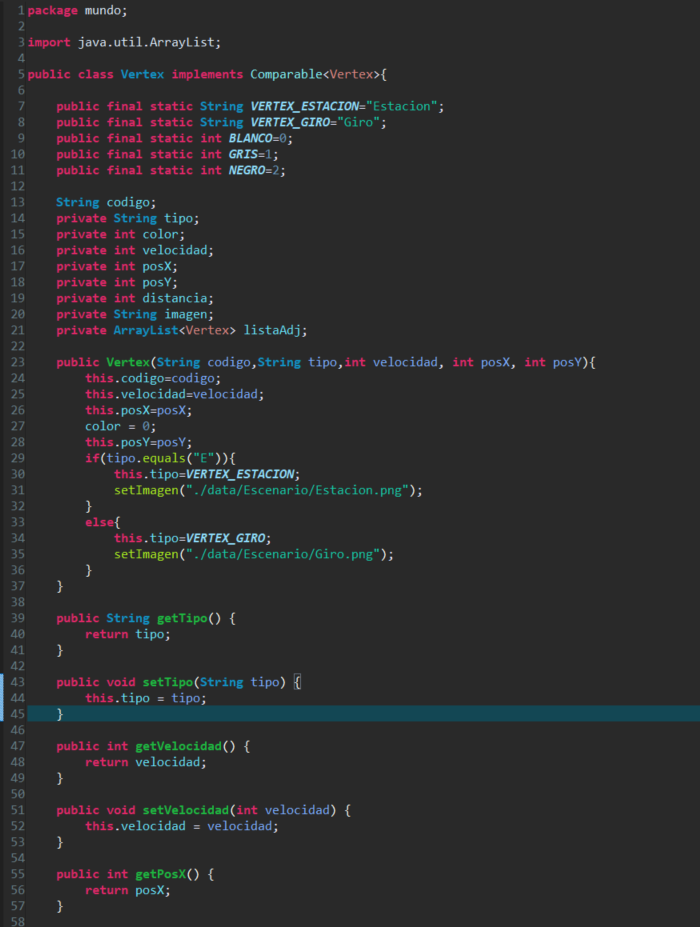 1 package mundo;
2
3 import java.util.ArrayList;
4
5 public class Vertex implements Comparable<Vertex>{
6
7     public final static String VERTEX_ESTACION="Estacion";
8     public final static String VERTEX_GIRO="Giro";
9     public final static int BLANCO=0;
10     public final static int GRIS=1;
11     public final static int NEGRO=2;
12
13     String codigo;
14     private String tipo;
15     private int color;
16     private int velocidad;
17     private int posX;
18     private int posY;
19     private int distancia;
20     private String imagen;
21     private ArrayList<Vertex> listaAdj;
22
23     public Vertex(String codigo,String tipo,int velocidad, int posX, int posY){
24         this.codigo=codigo;
25         this.velocidad=velocidad;
26         this.posX=posX;
27         color = 0;
28         this.posY=posY;
29         if(tipo.equals("E")){
30             this.tipo=VERTEX_ESTACION;
31             setImagen("./data/Escenario/Estacion.png");
32         }
33         else{
34             this.tipo=VERTEX_GIRO;
35             setImagen("./data/Escenario/Giro.png");
36         }
37     }
38
39     public String getTipo() {
40         return tipo;
41     }
42
43     public void setTipo(String tipo) {
44         this.tipo = tipo;
45     }
46
47     public int getVelocidad() {
48         return velocidad;
49     }
50
51     public void setVelocidad(int velocidad) {
52         this.velocidad = velocidad;
53     }
54
55     public int getPosX() {
56         return posX;
57     }
58